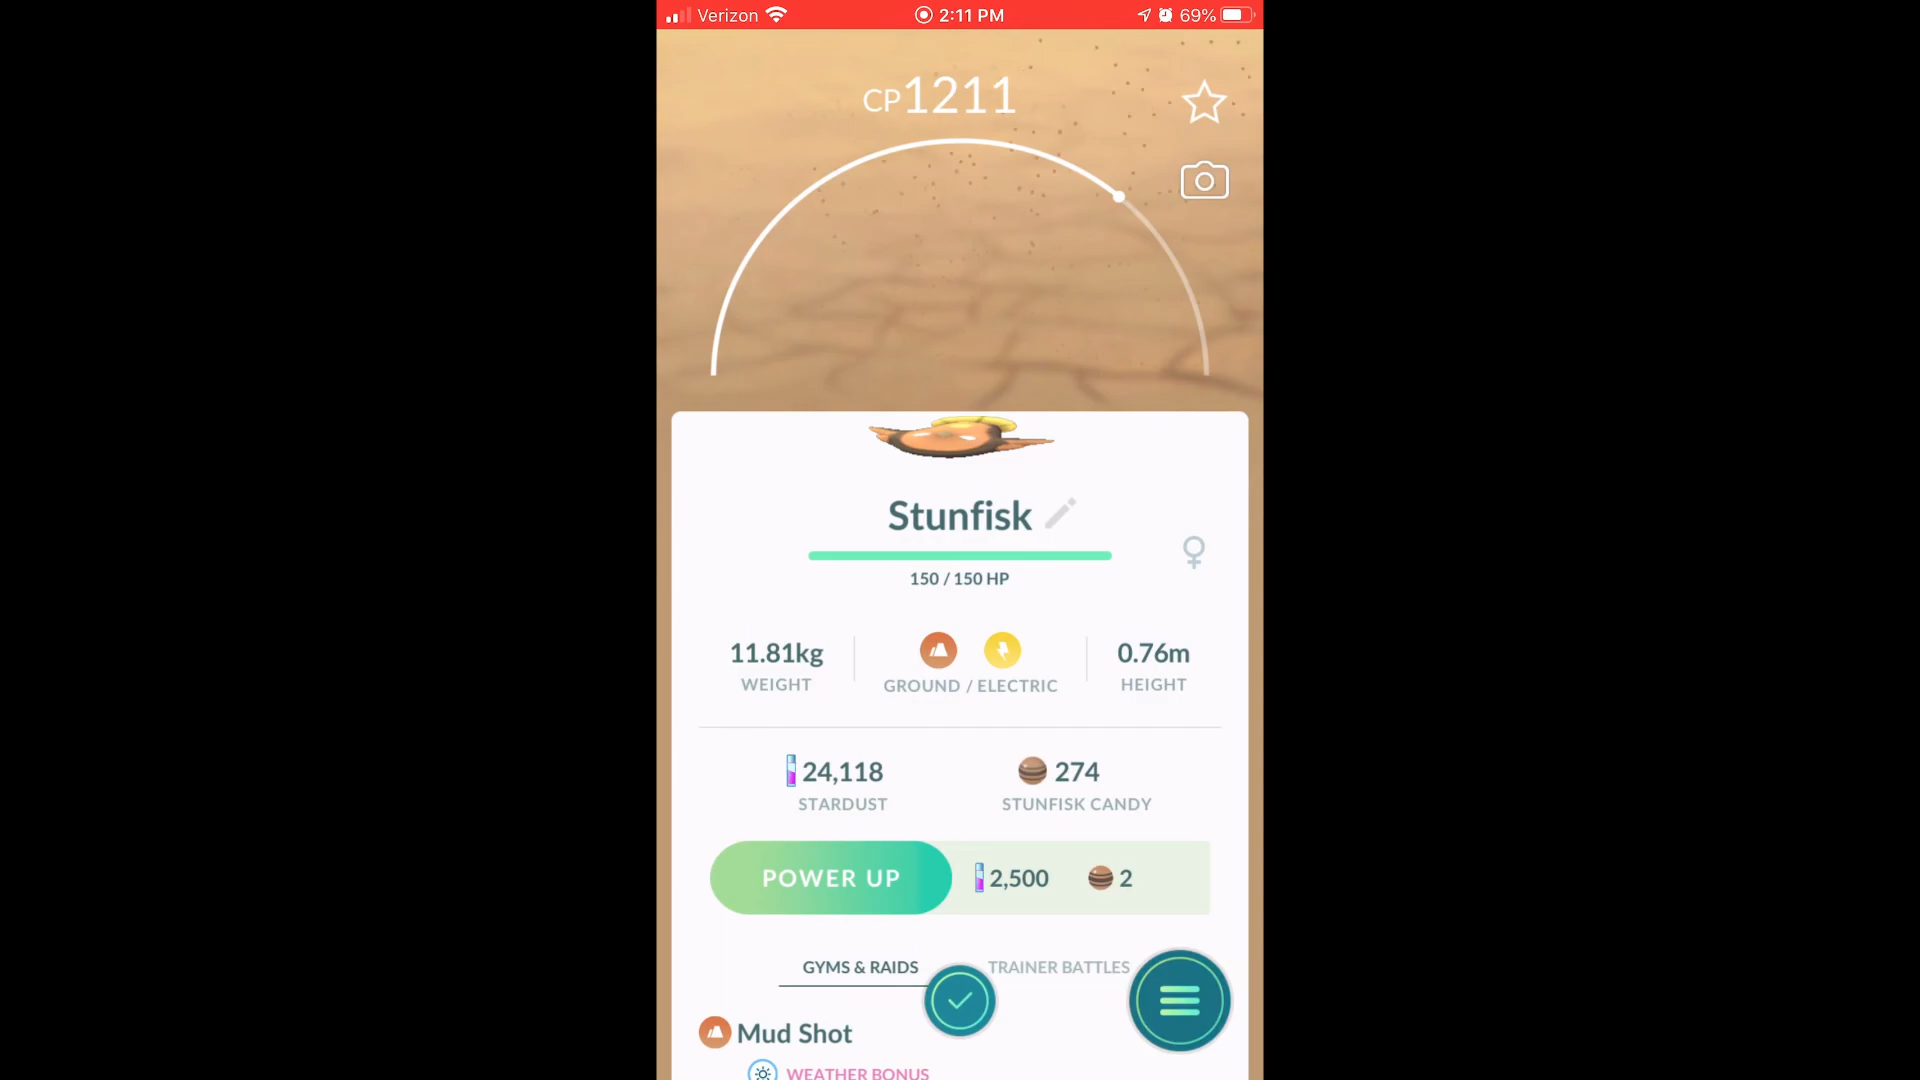 Verizon 2:11 PM 69%
CP1211
Stunfisk
150 / 150 HP
11.81kg 0.76m
WEIGHT GROUND / ELECTRIC HEIGHT
24,118 274
STARDUST STUNFISK CANDY
POWER UP 2,500 2
GYMS & RAIDS TRAINER BATTLES
Mud Shot
WEATHER BONUS